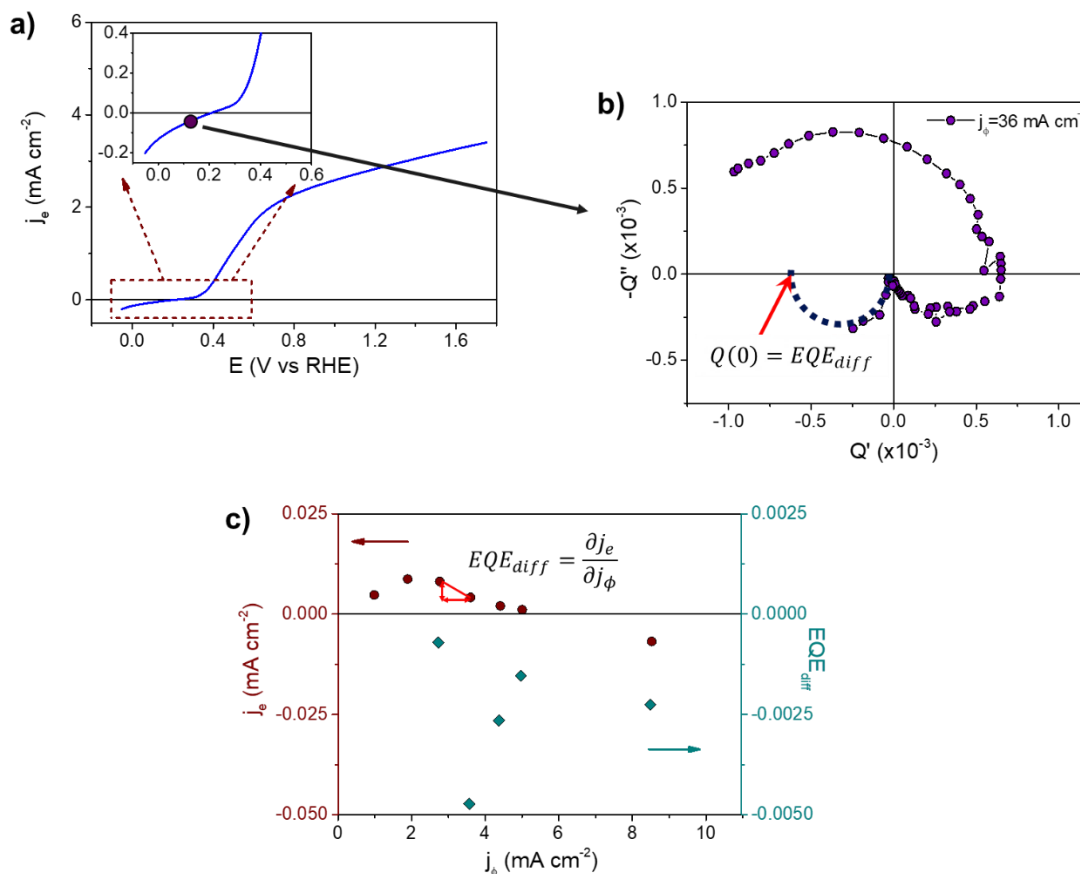 a)
6
4
2
0
j_e (mA cm⁻²)
0.4
0.2
0.0
-0.2
0.0 0.2 0.4 0.6
0.0 0.4 0.8 1.2 1.6
E (V vs RHE)
b)
1.0
0.5
0.0
-0.5
-Q'' (x10⁻³)
j_ϕ=36 mA cm⁻
Q(0) = EQE_diff
-1.0 -0.5 0.0 0.5 1.0
Q' (x10⁻³)
c)
0.025
0.000
-0.025
-0.050
j_e (mA cm⁻²)
EQE_diff = ∂j_e/∂j_ϕ
0.0025
0.0000
-0.0025
-0.0050
EQE_diff
0 2 4 6 8 10
j_ϕ (mA cm⁻²)